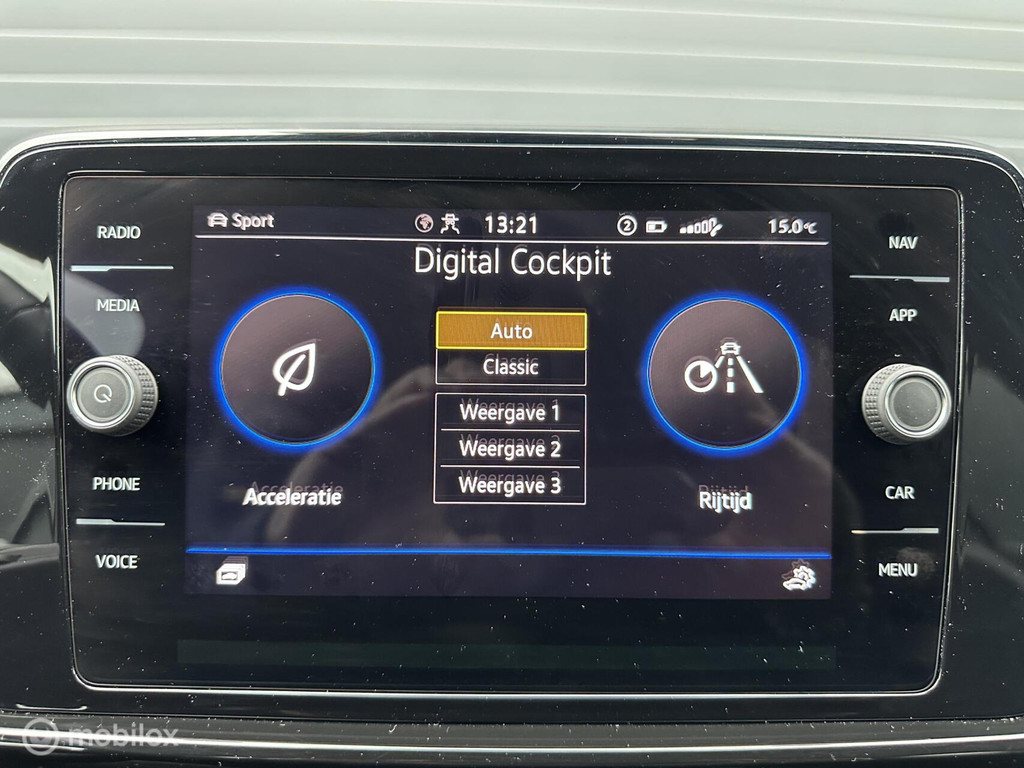 RADIO
MEDIA
PHONE
VOICE
Sport
13:21
2
15.0°C
Digital Cockpit
Auto
Classic
Weergave 1
Weergave 2
Weergave 3
Acceleratie
Rijtijd
NAV
APP
CAR
MENU
mobilox